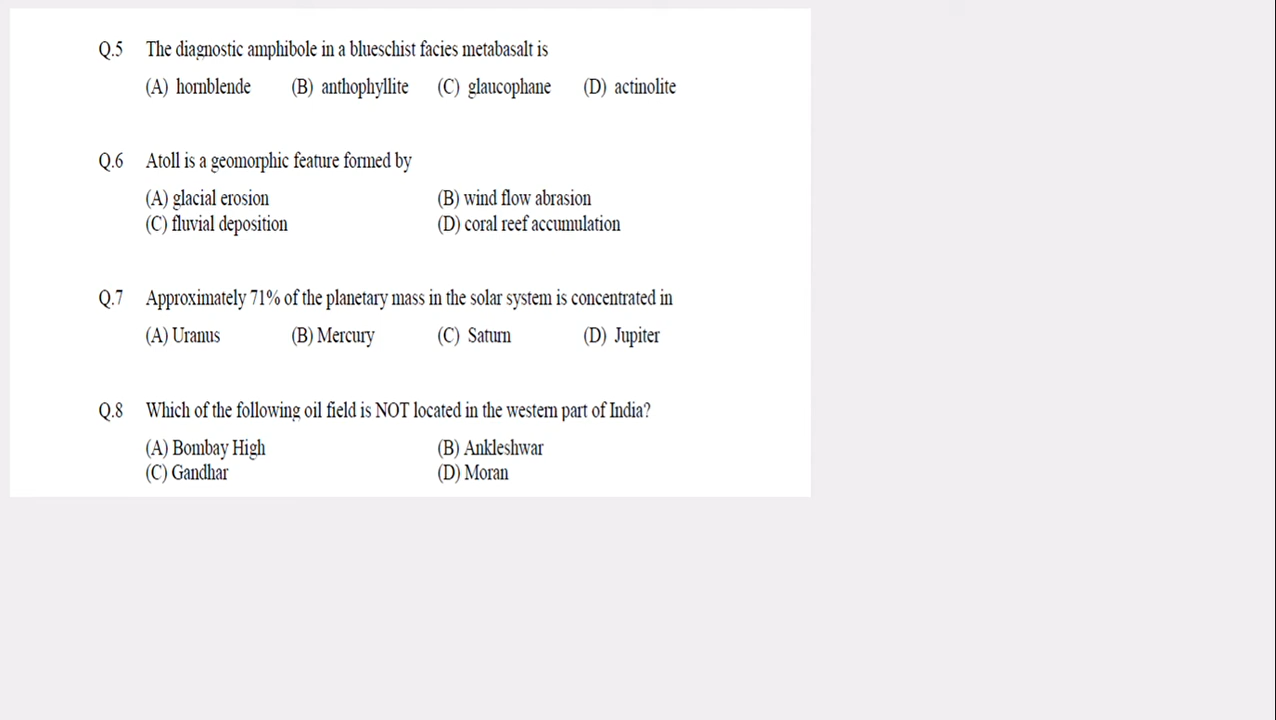 Q.5 The diagnostic amphibole in a blueschist facies metabasalt is
(A) hornblende (B) anthophyllite (C) glaucophane (D) actinolite
Q.6 Atoll is a geomorphic feature formed by
(A) glacial erosion (B) wind flow abrasion
(C) fluvial deposition (D) coral reef accumulation
Q.7 Approximately 71% of the planetary mass in the solar system is concentrated in
(A) Uranus (B) Mercury (C) Saturn (D) Jupiter
Q.8 Which of the following oil field is NOT located in the western part of India?
(A) Bombay High (B) Ankleshwar
(C) Gandhar (D) Moran